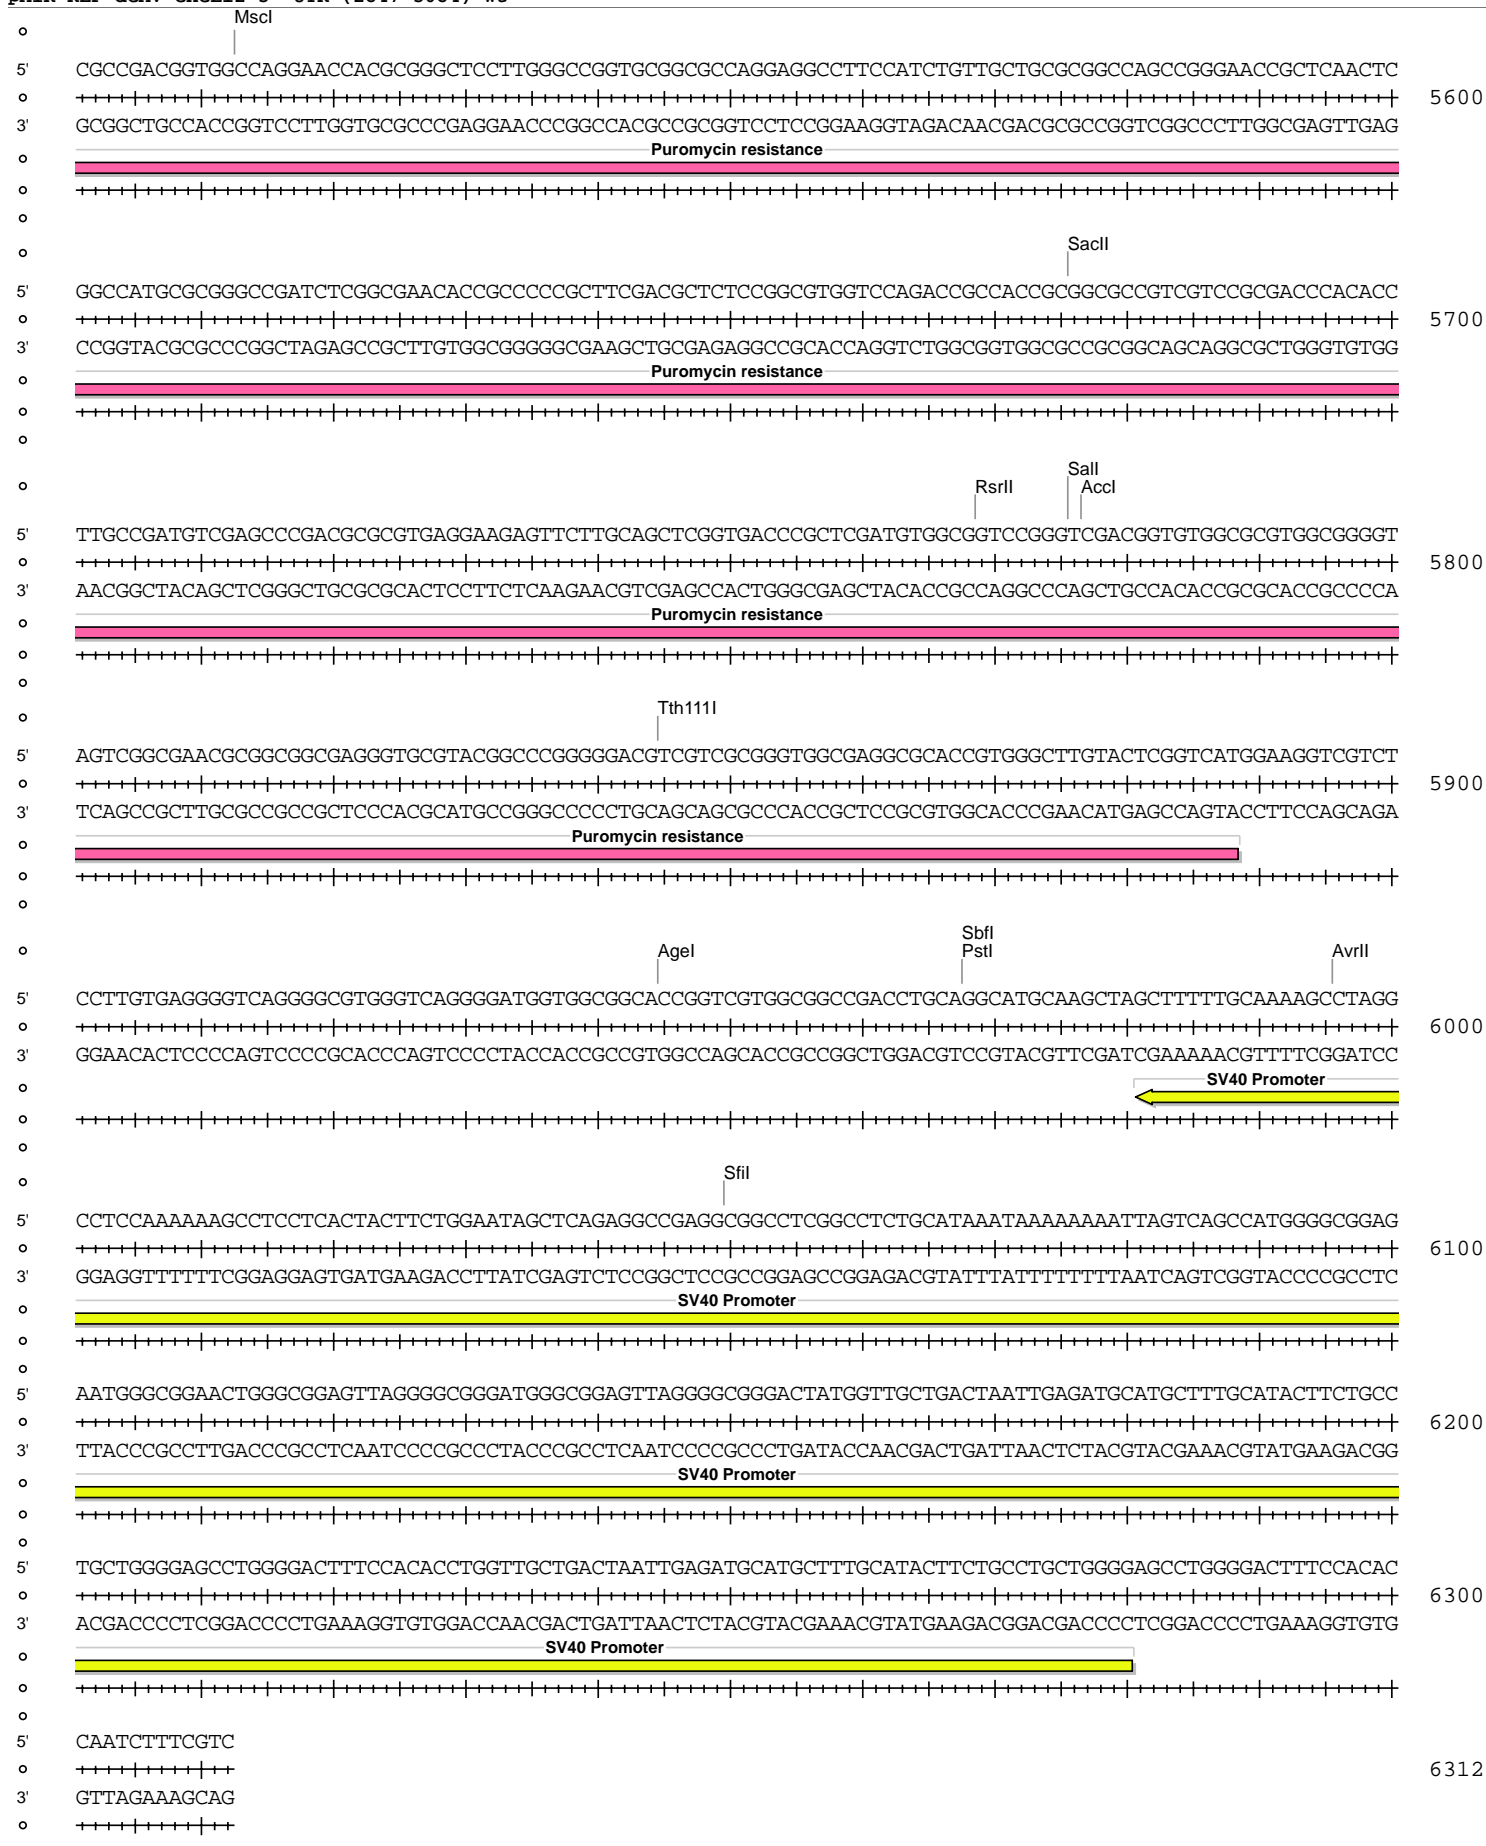 MscI
5' CGCCGACGGTGGCCAGGAACCACGCGGGCTCCTTGGGCCGGTGCGGCGCCAGGAGGCCTTCCATCTGTTGCTGCGCGGCCAGCCGGGAACCGCTCAACTC
5600
3' GCGGCTGCCACCGGTCCTTGGTGCGCCCGAGGAACCCGGCCACGCCGCGGTCCTCCGGAAGGTAGACAACGACGCGCCGGTCGGCCCTTGGCGAGTTGAG
Puromycin resistance
SacII
5' GGCCATGCGCGGGCCGATCTCGGCGAACACCGCCCCCGCTTCGACGCTCTCCGGCGTGGTCCAGACCGCCACCGCGGCGCCGTCGTCCGCGACCCACACC
5700
3' CCGGTACGCGCCCGGCTAGAGCCGCTTGTGGCGGGGGCGAAGCTGCGAGAGGCCGCACCAGGTCTGGCGGTGGCGCCGCGGCAGCAGGCGCTGGGTGTGG
Puromycin resistance
SalI
RsrII AccI
5' TTGCCGATGTCGAGCCCGACGCGCGTGAGGAAGAGTTCTTGCAGCTCGGTGACCCGCTCGATGTGGCGGTCCGGGTCGACGGTGTGGCGCGTGGCGGGGT
5800
3' AACGGCTACAGCTCGGGCTGCGCGCACTCCTTCTCAAGAACGTCGAGCCACTGGGCGAGCTACACCGCCAGGCCCAGCTGCCACACCGCGCACCGCCCCA
Puromycin resistance
Tth111I
5' AGTCGGCGAACGCGGCGGCGAGGGTGCGTACGGCCCGGGGGACGTCGTCGCGGGTGGCGAGGCGCACCGTGGGCTTGTACTCGGTCATGGAAGGTCGTCT
5900
3' TCAGCCGCTTGCGCCGCCGCTCCCACGCATGCCGGGCCCCCTGCAGCAGCGCCCACCGCTCCGCGTGGCACCCGAACATGAGCCAGTACCTTCCAGCAGA
Puromycin resistance
SbfI
AgeI PstI AvrII
5' CCTTGTGAGGGGTCAGGGGCGTGGGTCAGGGGATGGTGGCGGCACCGGTCGTGGCGGCCGACCTGCAGGCATGCAAGCTAGCTTTTTGCAAAAGCCTAGG
6000
3' GGAACACTCCCCAGTCCCCGCACCCAGTCCCCTACCACCGCCGTGGCCAGCACCGCCGGCTGGACGTCCGTACGTTCGATCGAAAAACGTTTTCGGATCC
SV40 Promoter
SfiI
5' CCTCCAAAAAAGCCTCCTCACTACTTCTGGAATAGCTCAGAGGCCGAGGCGGCCTCGGCCTCTGCATAAATAAAAAAAATTAGTCAGCCATGGGGCGGAG
6100
3' GGAGGTTTTTTCGGAGGAGTGATGAAGACCTTATCGAGTCTCCGGCTCCGCCGGAGCCGGAGACGTATTTATTTTTTTTAATCAGTCGGTACCCCGCCTC
SV40 Promoter
5' AATGGGCGGAACTGGGCGGAGTTAGGGGCGGGATGGGCGGAGTTAGGGGCGGGACTATGGTTGCTGACTAATTGAGATGCATGCTTTGCATACTTCTGCC
6200
3' TTACCCGCCTTGACCCGCCTCAATCCCCGCCCTACCCGCCTCAATCCCCGCCCTGATACCAACGACTGATTAACTCTACGTACGAAACGTATGAAGACGG
SV40 Promoter
5' TGCTGGGGAGCCTGGGGACTTTCCACACCTGGTTGCTGACTAATTGAGATGCATGCTTTGCATACTTCTGCCTGCTGGGGAGCCTGGGGACTTTCCACAC
6300
3' ACGACCCCTCGGACCCCTGAAAGGTGTGGACCAACGACTGATTAACTCTACGTACGAAACGTATGAAGACGGACGACCCCTCGGACCCCTGAAAGGTGTG
SV40 Promoter
5' CAATCTTTCGTC
6312
3' GTTAGAAAGCAG